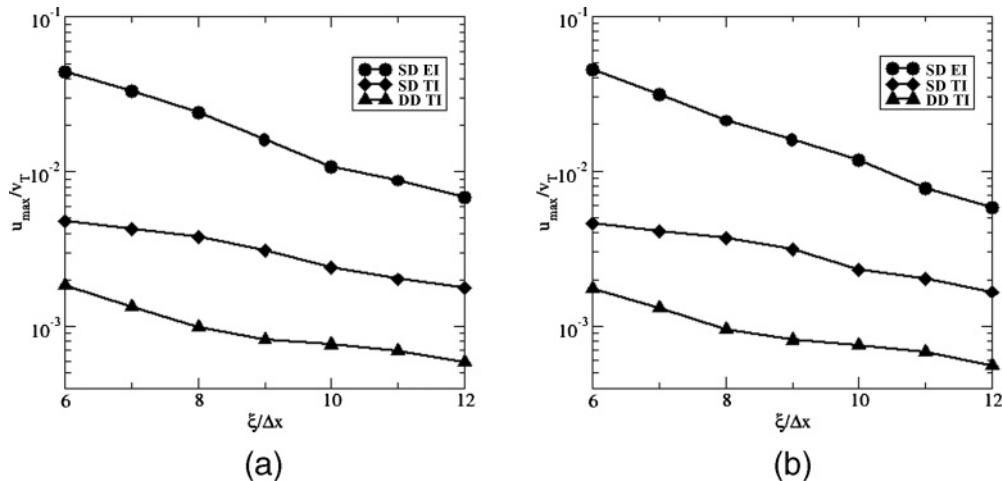 10^-1
SD EI
SD TI
DD TI
10^-2
u_max/v_T
10^-3
6
8
10
12
ξ/Δx
(a)
10^-1
SD EI
SD TI
DD TI
10^-2
u_max/v_T
10^-3
6
8
10
12
ξ/Δx
(b)